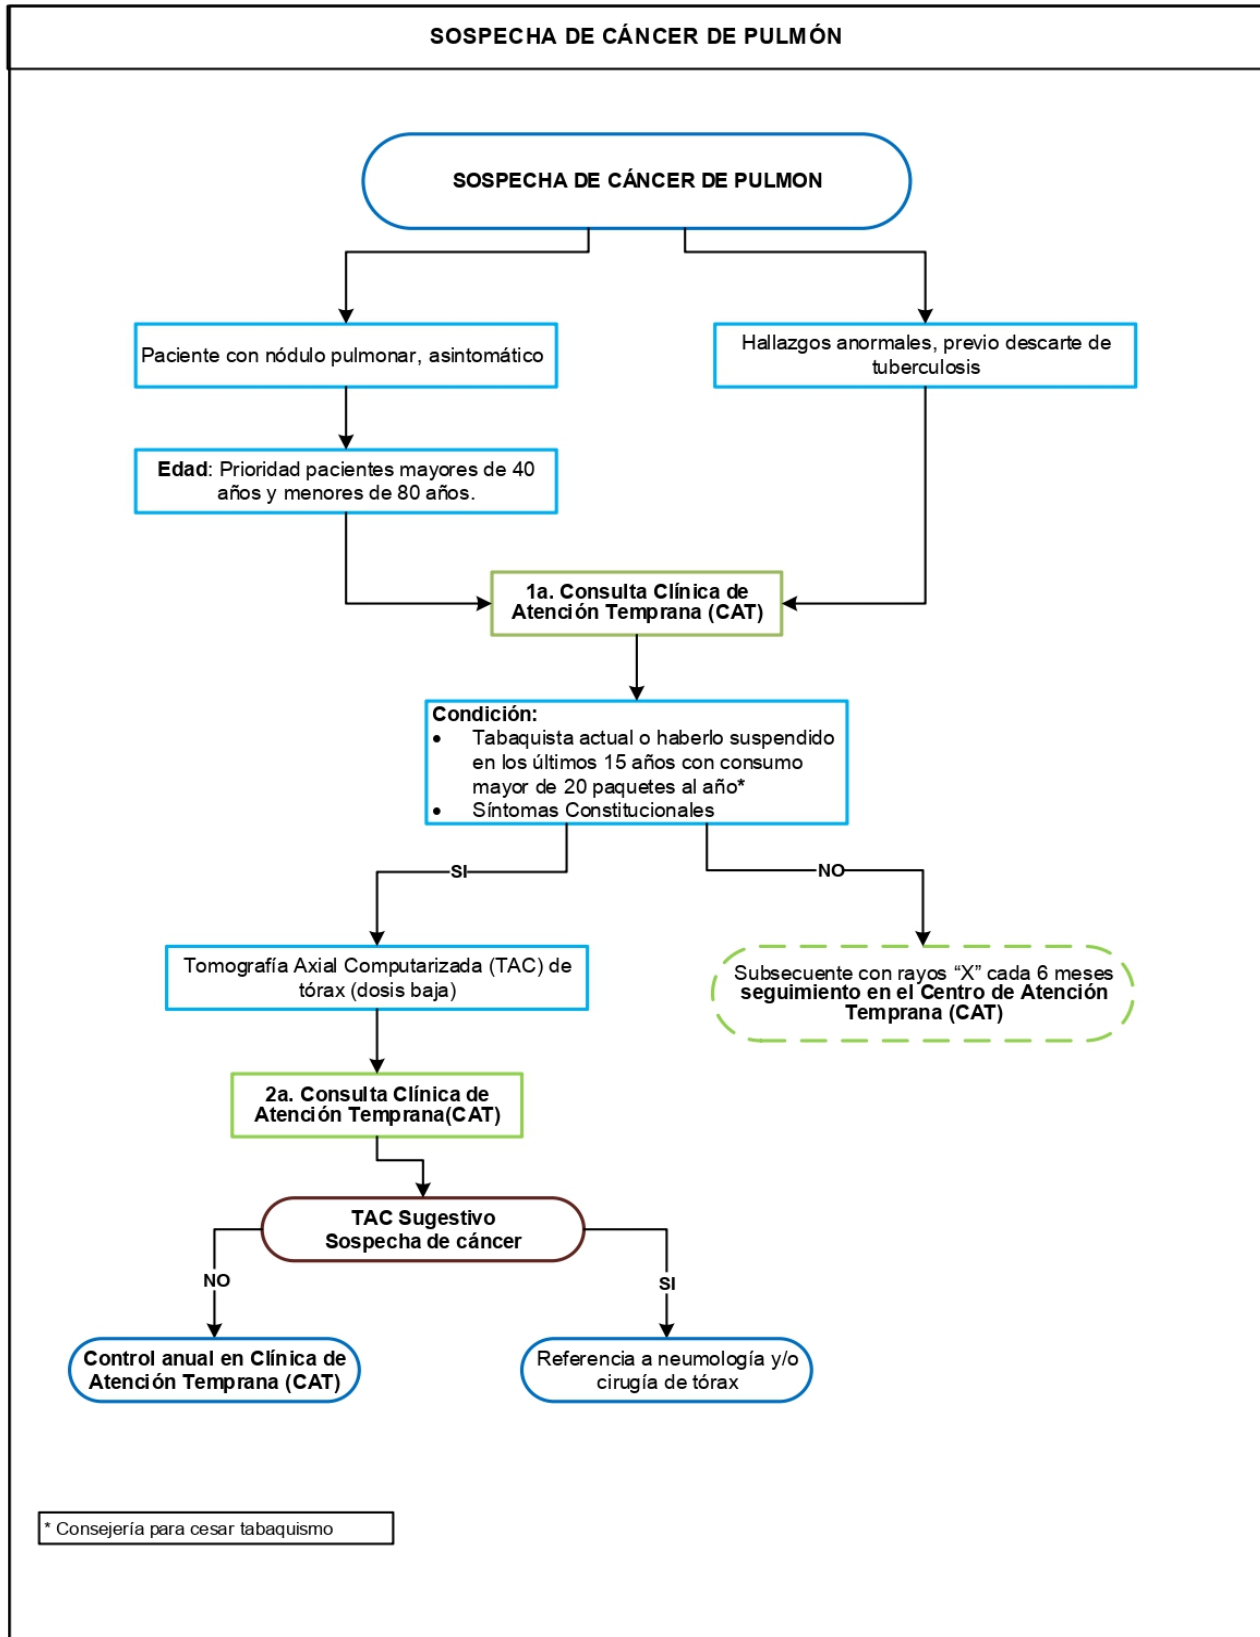 SOSPECHA DE CÁNCER DE PULMÓN
SOSPECHA DE CÁNCER DE PULMON
Paciente con nódulo pulmonar, asintomático
Hallazgos anormales, previo descarte de
tuberculosis
Edad: Prioridad pacientes mayores de 40
años y menores de 80 años.
1a. Consulta Clínica de
Atención Temprana (CAT)
Condición:
• Tabaquista actual o haberlo suspendido
en los últimos 15 años con consumo
mayor de 20 paquetes al año*
• Síntomas Constitucionales
SI
NO
Tomografía Axial Computarizada (TAC) de
tórax (dosis baja)
Subsecuente con rayos “X” cada 6 meses
seguimiento en el Centro de Atención
Temprana (CAT)
2a. Consulta Clínica de
Atención Temprana(CAT)
TAC Sugestivo
Sospecha de cáncer
NO
SI
Control anual en Clínica de
Atención Temprana (CAT)
Referencia a neumología y/o
cirugía de tórax
* Consejería para cesar tabaquismo